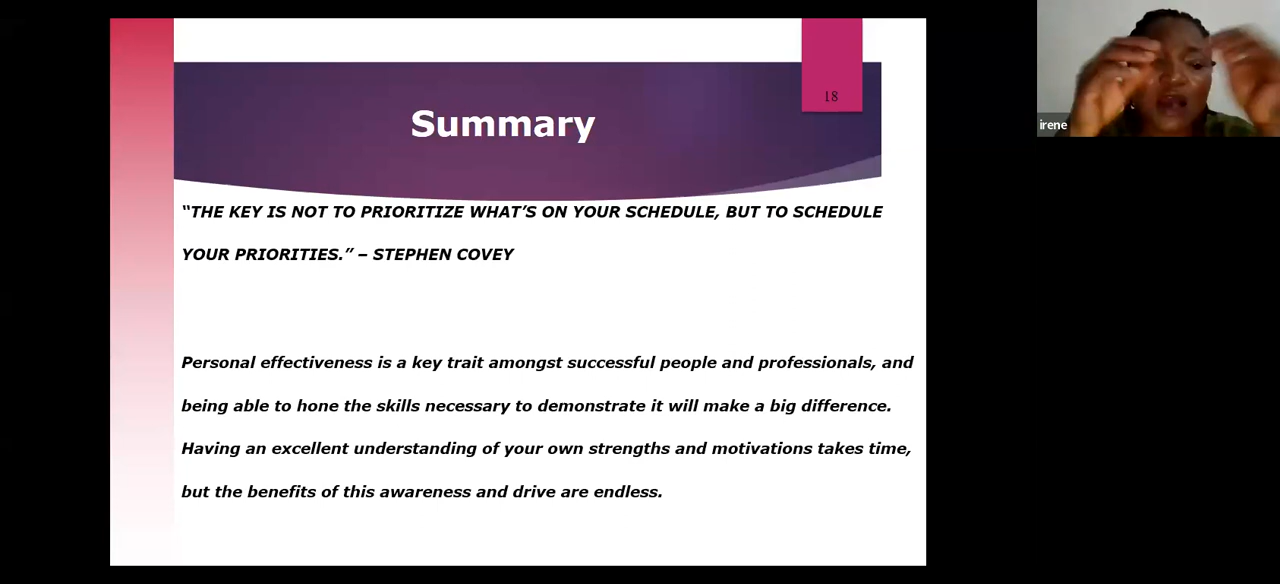 18
Summary
“THE KEY IS NOT TO PRIORITIZE WHAT’S ON YOUR SCHEDULE, BUT TO SCHEDULE
YOUR PRIORITIES.” – STEPHEN COVEY
Personal effectiveness is a key trait amongst successful people and professionals, and
being able to hone the skills necessary to demonstrate it will make a big difference.
Having an excellent understanding of your own strengths and motivations takes time,
but the benefits of this awareness and drive are endless.
irene